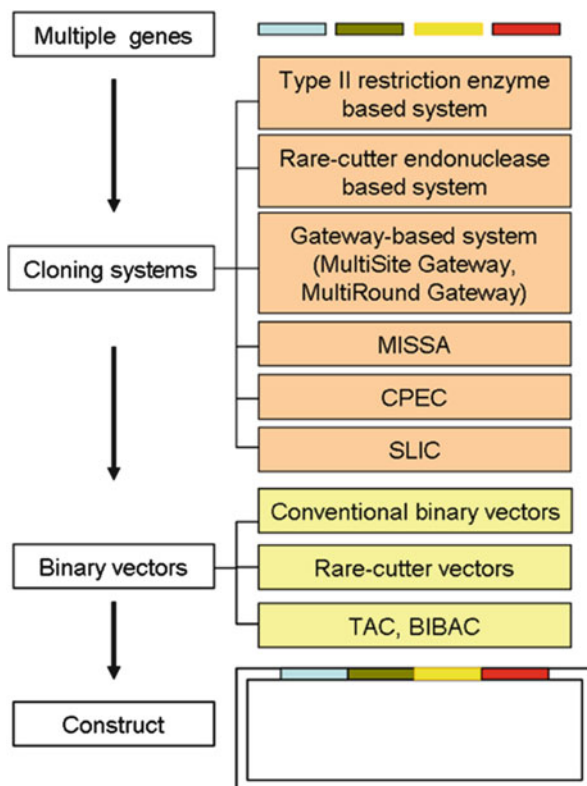 Multiple genes
Type II restriction enzyme
based system
Rare-cutter endonuclease
based system
Cloning systems
Gateway-based system
(MultiSite Gateway,
MultiRound Gateway)
MISSA
CPEC
SLIC
Binary vectors
Conventional binary vectors
Rare-cutter vectors
TAC, BIBAC
Construct